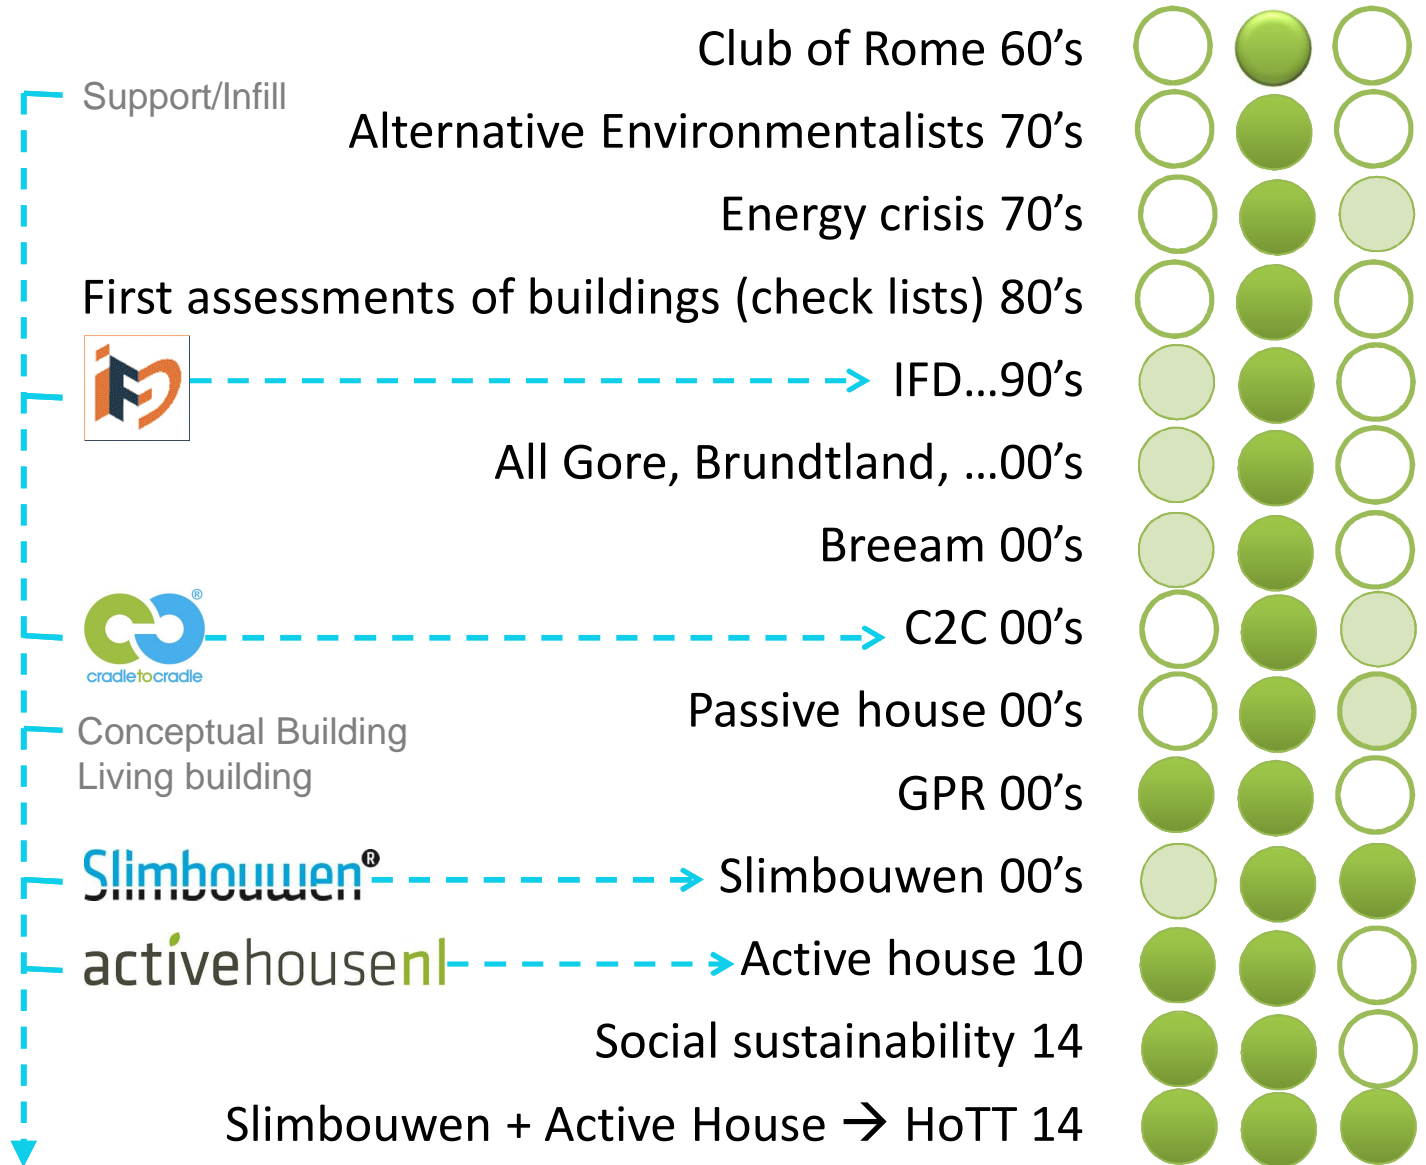 Club of Rome 60’s
Support/Infill
Alternative Environmentalists 70’s
Energy crisis 70’s
First assessments of buildings (check lists) 80’s
iFD
IFD…90’s
All Gore, Brundtland, …00’s
Breeam 00’s
®
cradletocradle
C2C 00’s
Passive house 00’s
Conceptual Building
Living building
GPR 00’s
Slimbouwen®
Slimbouwen 00’s
activehousenl
Active house 10
Social sustainability 14
Slimbouwen + Active House → HoTT 14